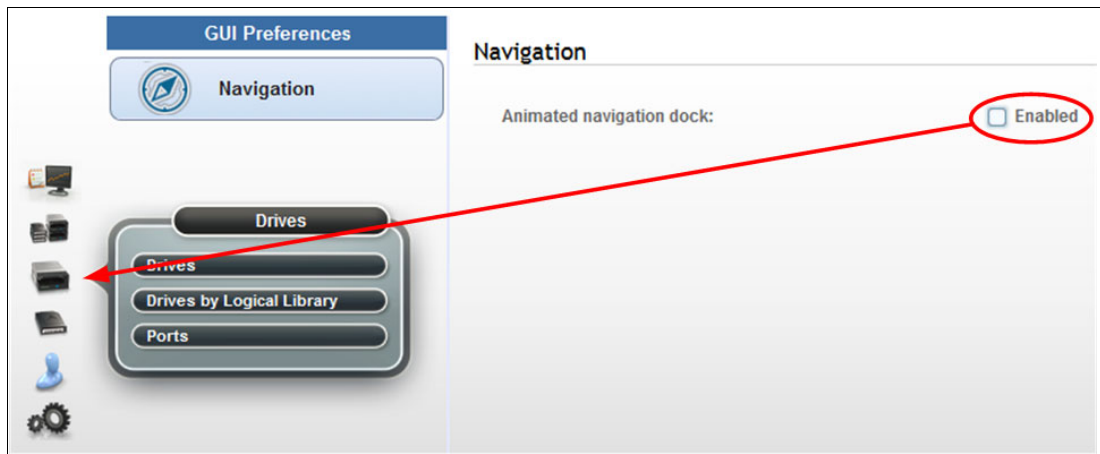 GUI Preferences
Navigation
Navigation
Animated navigation dock:
Enabled
Drives
Drives
Drives by Logical Library
Ports